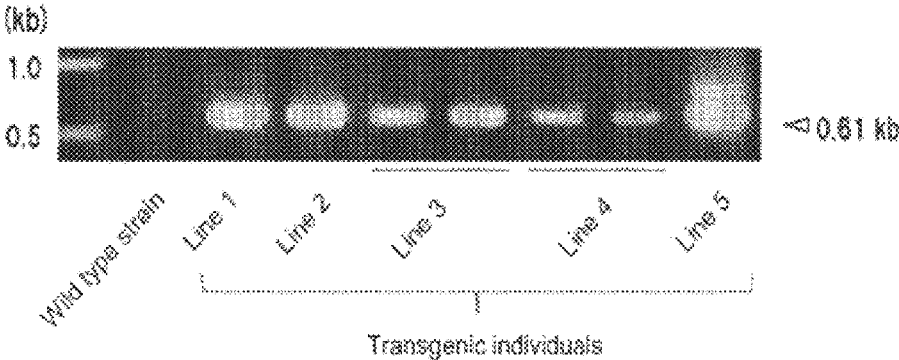 (kb)
1.0
0.5
0.61 kb
Wild type strain
Line 1
Line 2
Line 3
Line 4
Line 5
Transgenic individuals